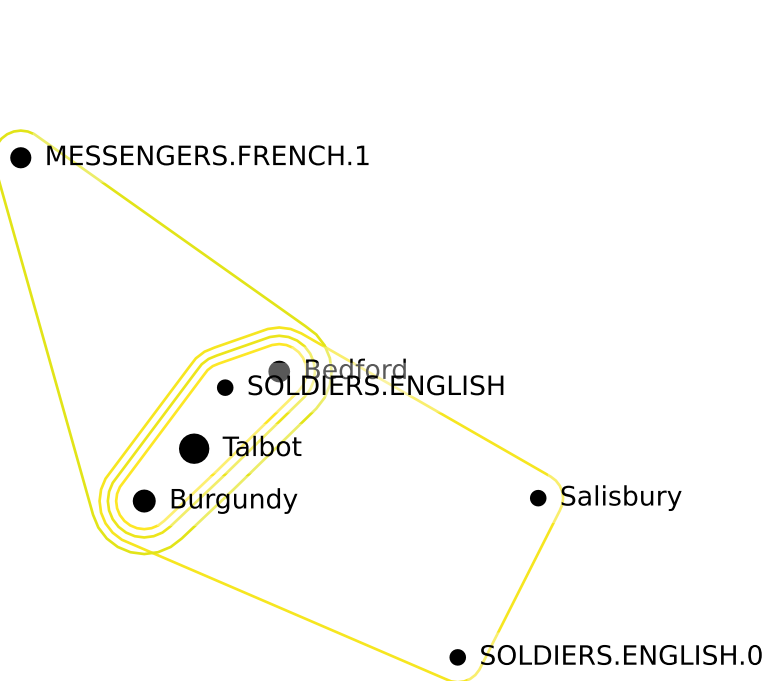 MESSENGERS.FRENCH.1
Bedford
SOLDIERS.ENGLISH
Talbot
Burgundy
Salisbury
SOLDIERS.ENGLISH.0